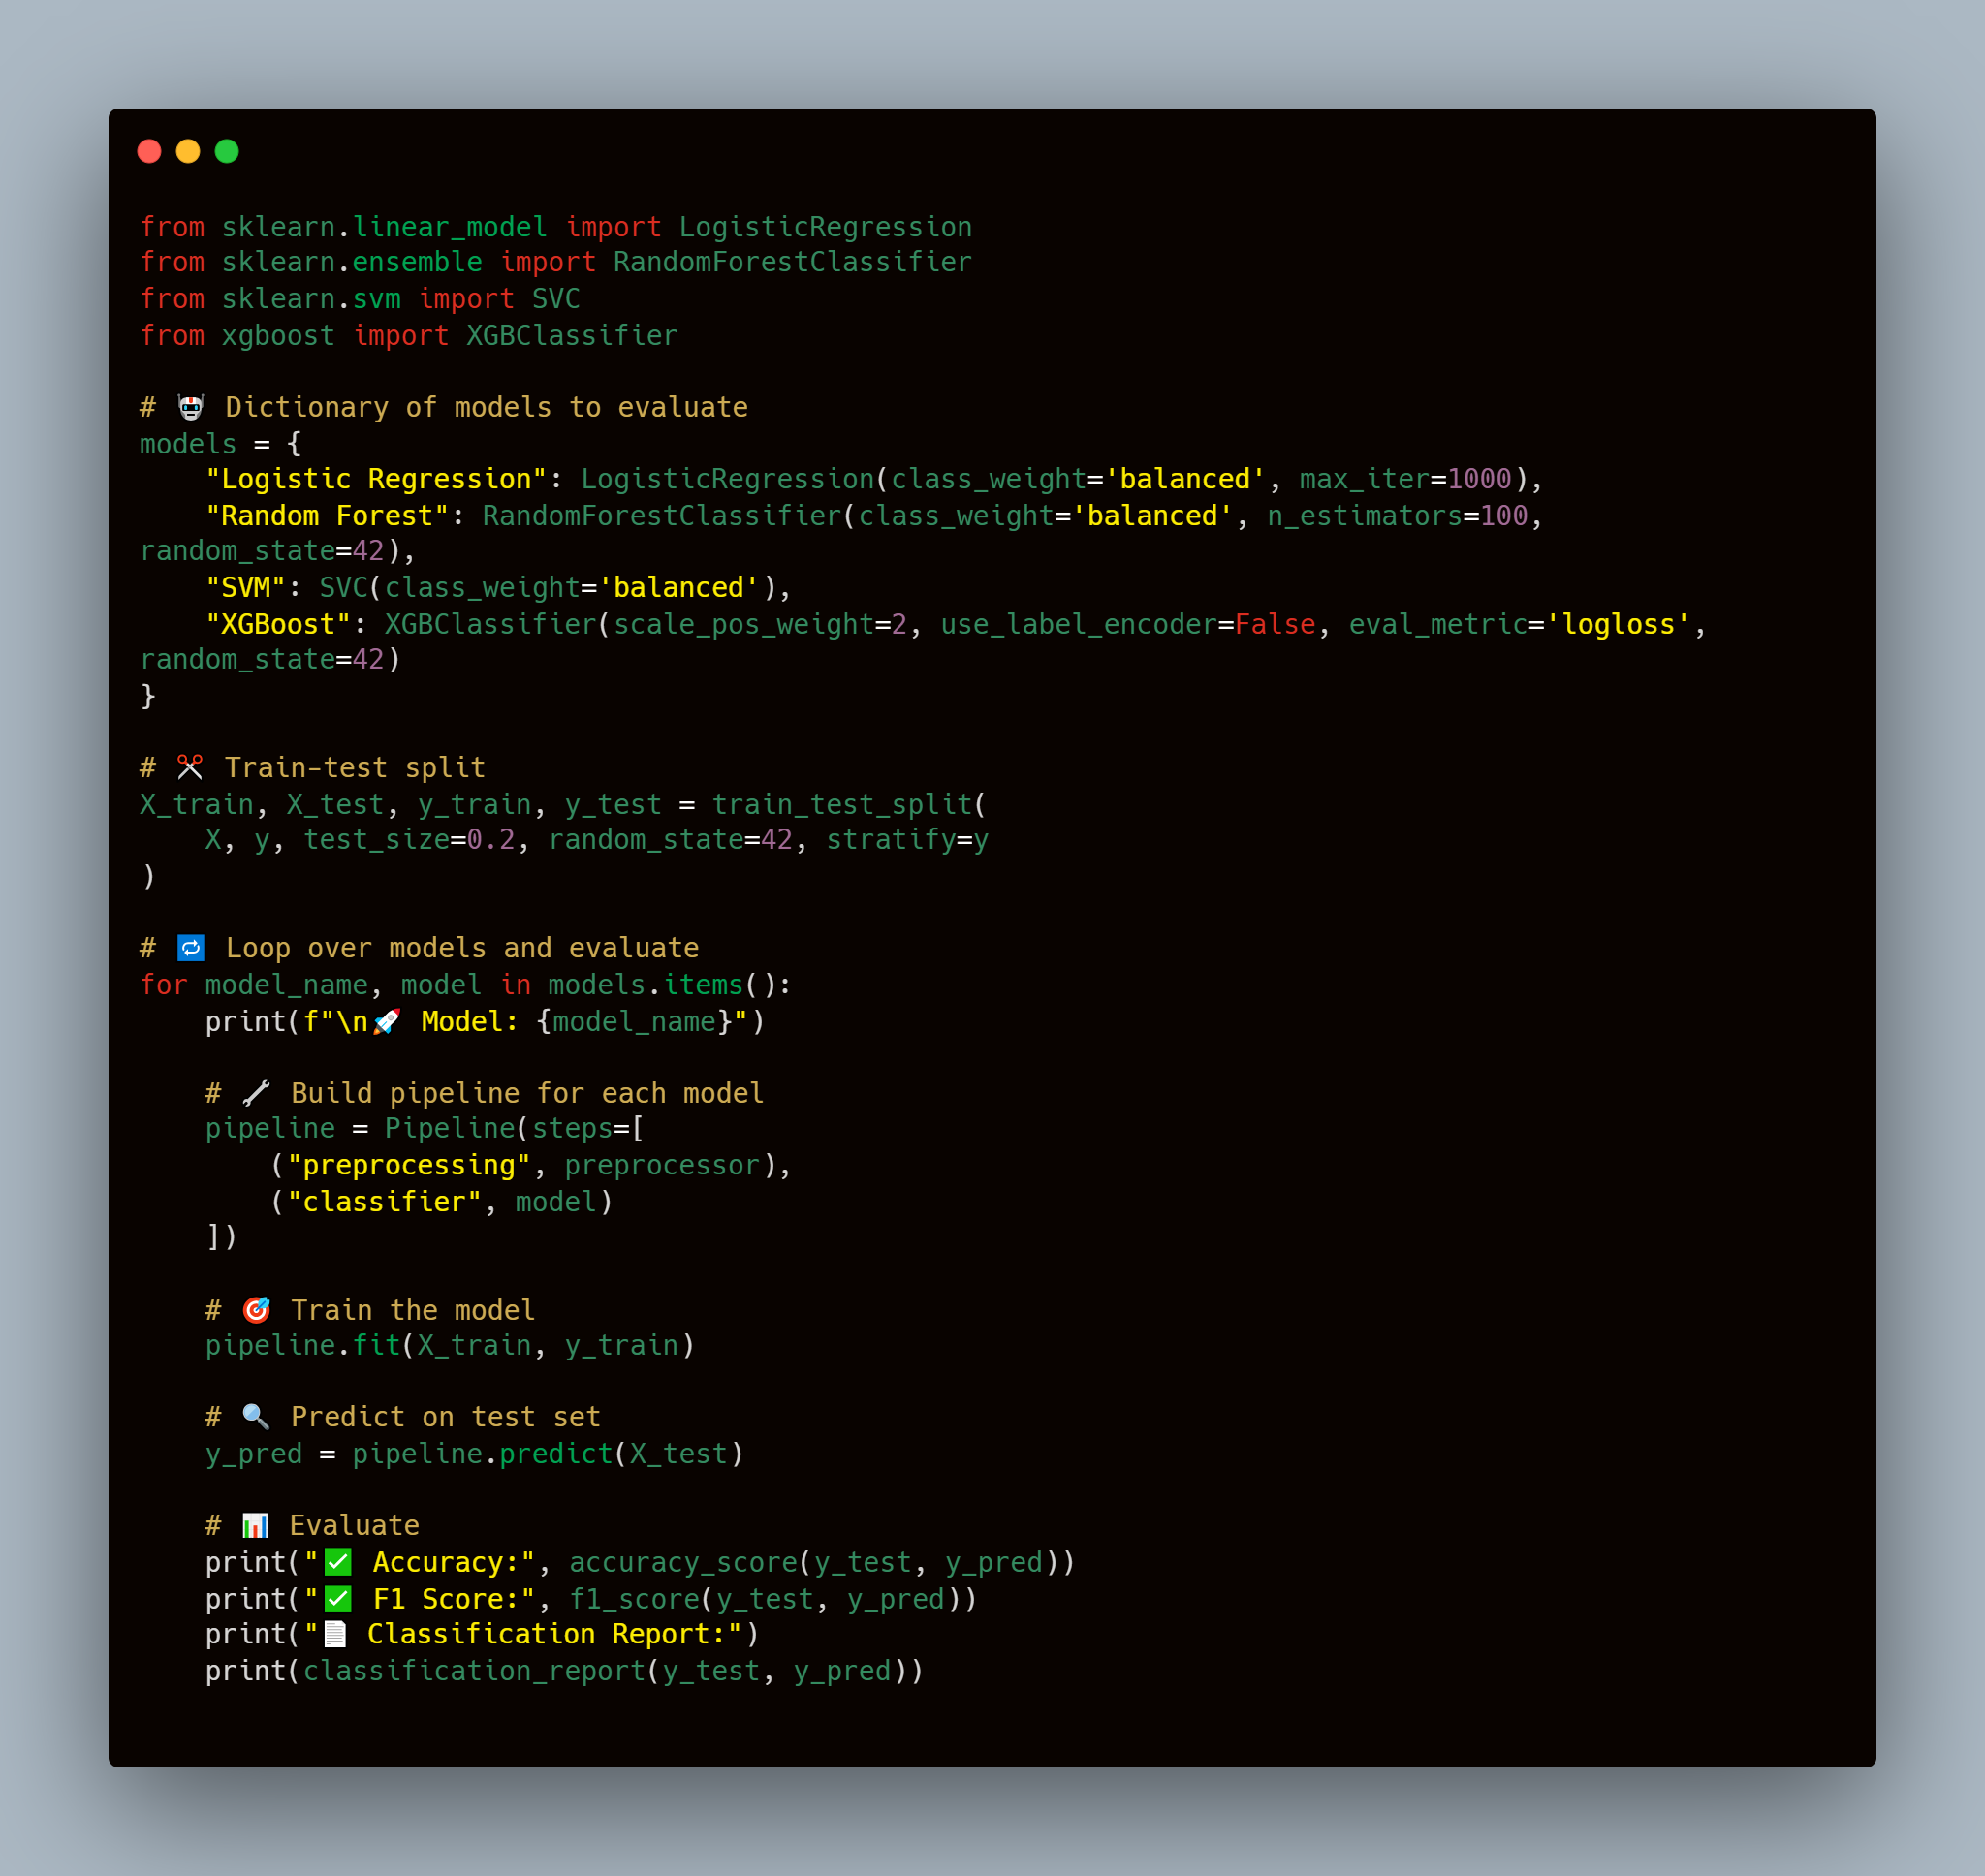 from sklearn.linear_model import LogisticRegression
from sklearn.ensemble import RandomForestClassifier
from sklearn.svm import SVC
from xgboost import XGBClassifier

# 🤖 Dictionary of models to evaluate
models = {
    "Logistic Regression": LogisticRegression(class_weight='balanced', max_iter=1000),
    "Random Forest": RandomForestClassifier(class_weight='balanced', n_estimators=100,
random_state=42),
    "SVM": SVC(class_weight='balanced'),
    "XGBoost": XGBClassifier(scale_pos_weight=2, use_label_encoder=False, eval_metric='logloss',
random_state=42)
}

# ✂️ Train-test split
X_train, X_test, y_train, y_test = train_test_split(
    X, y, test_size=0.2, random_state=42, stratify=y
)

# 🔁 Loop over models and evaluate
for model_name, model in models.items():
    print(f"\n🚀 Model: {model_name}")

    # 🔧 Build pipeline for each model
    pipeline = Pipeline(steps=[
        ("preprocessing", preprocessor),
        ("classifier", model)
    ])

    # 🎯 Train the model
    pipeline.fit(X_train, y_train)

    # 🔍 Predict on test set
    y_pred = pipeline.predict(X_test)

    # 📊 Evaluate
    print("✅ Accuracy:", accuracy_score(y_test, y_pred))
    print("✅ F1 Score:", f1_score(y_test, y_pred))
    print("📄 Classification Report:")
    print(classification_report(y_test, y_pred))